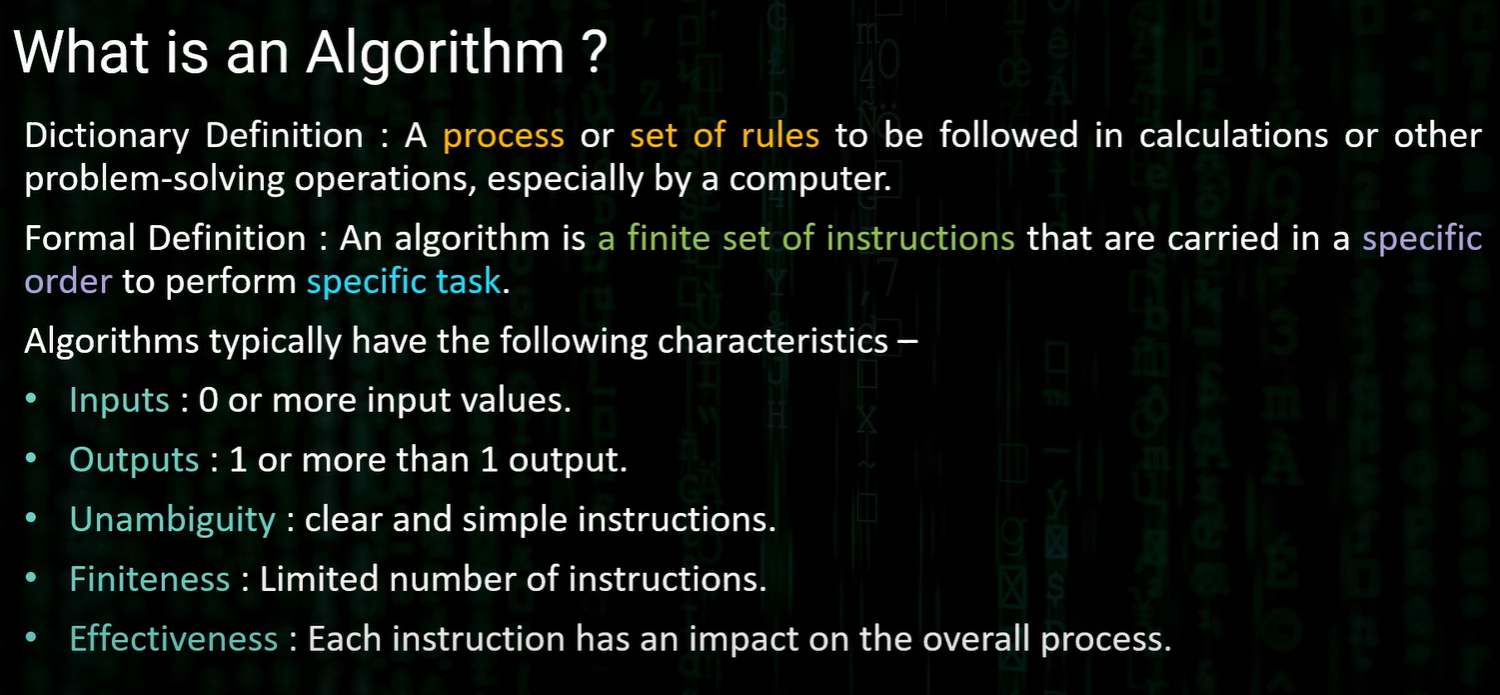 What is an Algorithm ?
Dictionary Definition : A process or set of rules to be followed in calculations or other
problem-solving operations, especially by a computer.
Formal Definition : An algorithm is a finite set of instructions that are carried in a specific
order to perform specific task.
Algorithms typically have the following characteristics –
• Inputs : 0 or more input values.
• Outputs : 1 or more than 1 output.
• Unambiguity : clear and simple instructions.
• Finiteness : Limited number of instructions.
• Effectiveness : Each instruction has an impact on the overall process.